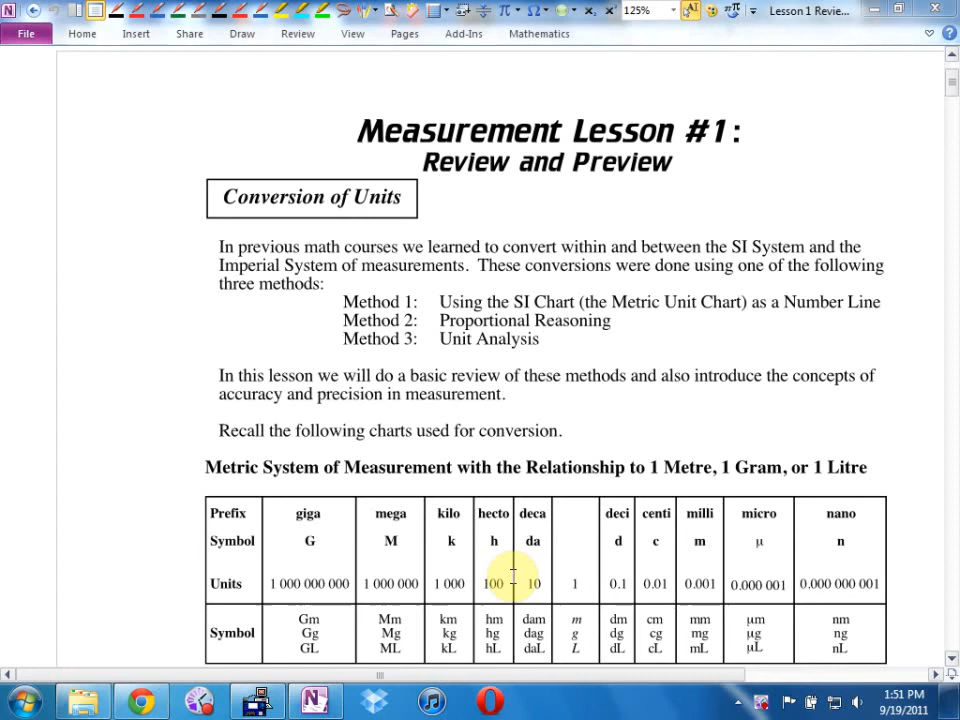 125% Lesson 1 Revie...
File Home Insert Share Draw Review View Pages Add-Ins Mathematics
Measurement Lesson #1:
Review and Preview
Conversion of Units
In previous math courses we learned to convert within and between the SI System and the
Imperial System of measurements. These conversions were done using one of the following
three methods:
Method 1: Using the SI Chart (the Metric Unit Chart) as a Number Line
Method 2: Proportional Reasoning
Method 3: Unit Analysis
In this lesson we will do a basic review of these methods and also introduce the concepts of
accuracy and precision in measurement.
Recall the following charts used for conversion.
Metric System of Measurement with the Relationship to 1 Metre, 1 Gram, or 1 Litre
Prefix giga mega kilo hecto deca deci centi milli micro nano
Symbol G M k h da d c m μ n
Units 1 000 000 000 1 000 000 1 000 100 10 1 0.1 0.01 0.001 0.000 001 0.000 000 001
Gm Mm km hm dam m dm cm mm μm nm
Symbol Gg Mg kg hg dag g dg cg mg μg ng
GL ML kL hL daL L dL cL mL μL nL
1:51 PM
9/19/2011